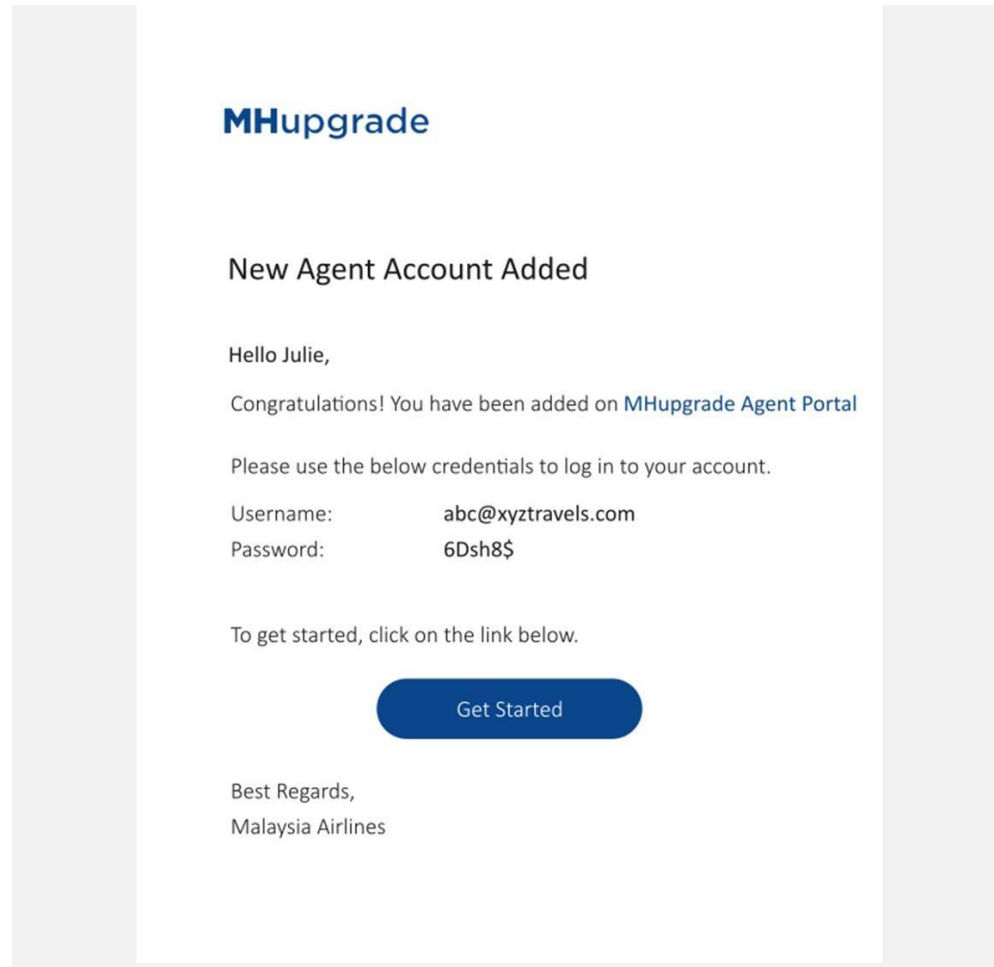 MHupgrade
New Agent Account Added
Hello Julie,
Congratulations! You have been added on MHupgrade Agent Portal
Please use the below credentials to log in to your account.
Username: abc@xyztravels.com
Password: 6Dsh8$
To get started, click on the link below.
Get Started
Best Regards,
Malaysia Airlines